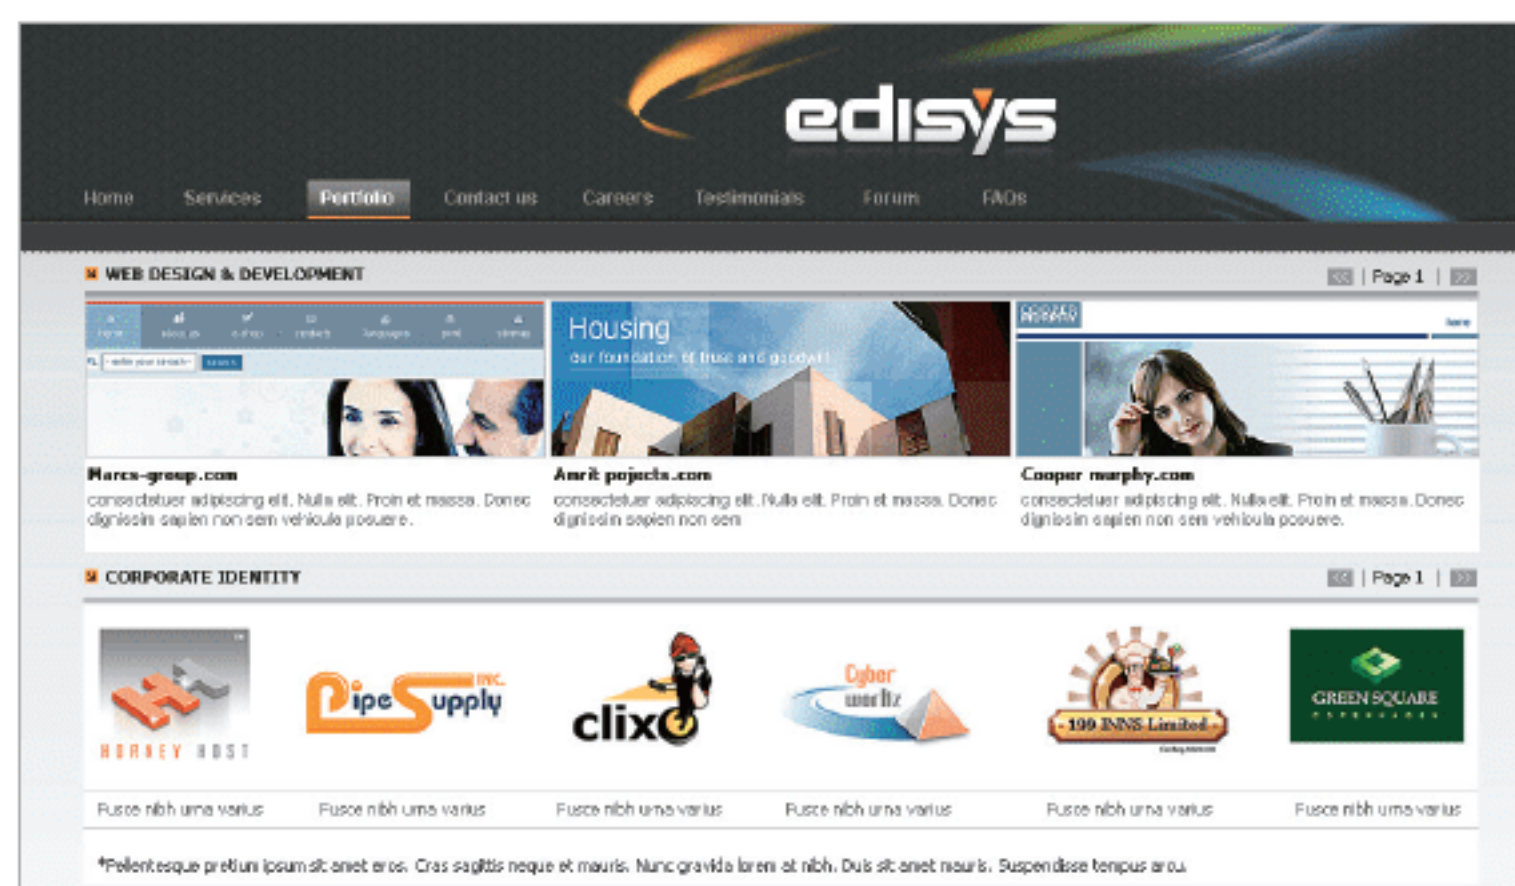 edisys
Home Services Portfolio Contact us Careers Testimonials Forum FAQs
WEB DESIGN & DEVELOPMENT
<< | Page 1 | >>
Housing
our foundation of trust and goodwill
Marcs-group.com
consectetuer adipiscing elit. Nulla elit. Proin et massa. Donec
dignissim sapien non sem vehicula posuere.
Amrit pojects.com
consectetuer adipiscing elit. Nulla elit. Proin et massa. Donec
dignissim sapien non sem
Cooper murphy.com
consectetuer adipiscing elit. Nulla elit. Proin et massa. Donec
dignissim sapien non sem vehicula posuere.
CORPORATE IDENTITY
<< | Page 1 | >>
HORNEY HOST
Pipe Supply INC.
clixo
Cyber
worltz
199 INNS Limited
GREEN SQUARE
COPENHAGEN
Fusce nibh urna varius
Fusce nibh urna varius
Fusce nibh urna varius
Fusce nibh urna varius
Fusce nibh urna varius
Fusce nibh urna varius
*Pellentesque pretium ipsum sit amet eros. Cras sagittis neque et mauris. Nunc gravida lorem at nibh. Duis sit amet mauris. Suspendisse tempus arcu.